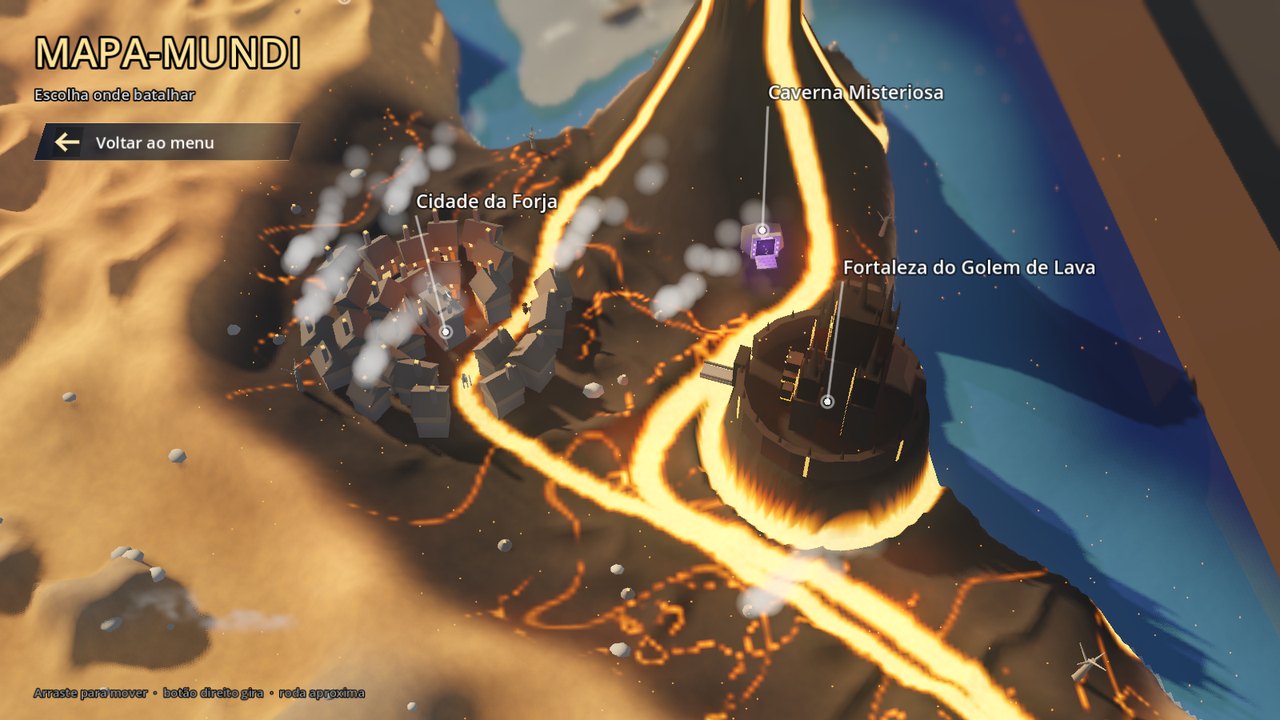 MAPA-MUNDI
Escolha onde batalhar
Voltar ao menu
Caverna Misteriosa
Cidade da Forja
Fortaleza do Golem de Lava
Arraste para mover • botão direito gira • roda aproxima